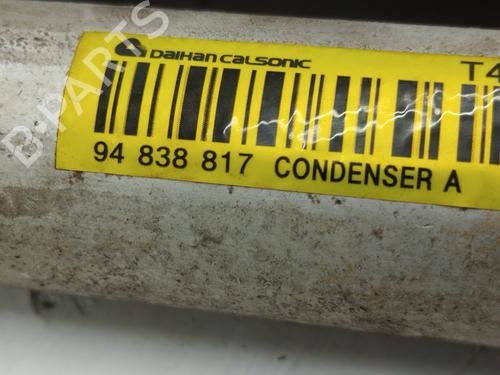 DAIHAN CALSONIC
T4
94 838 817 CONDENSER A
B-PARTS